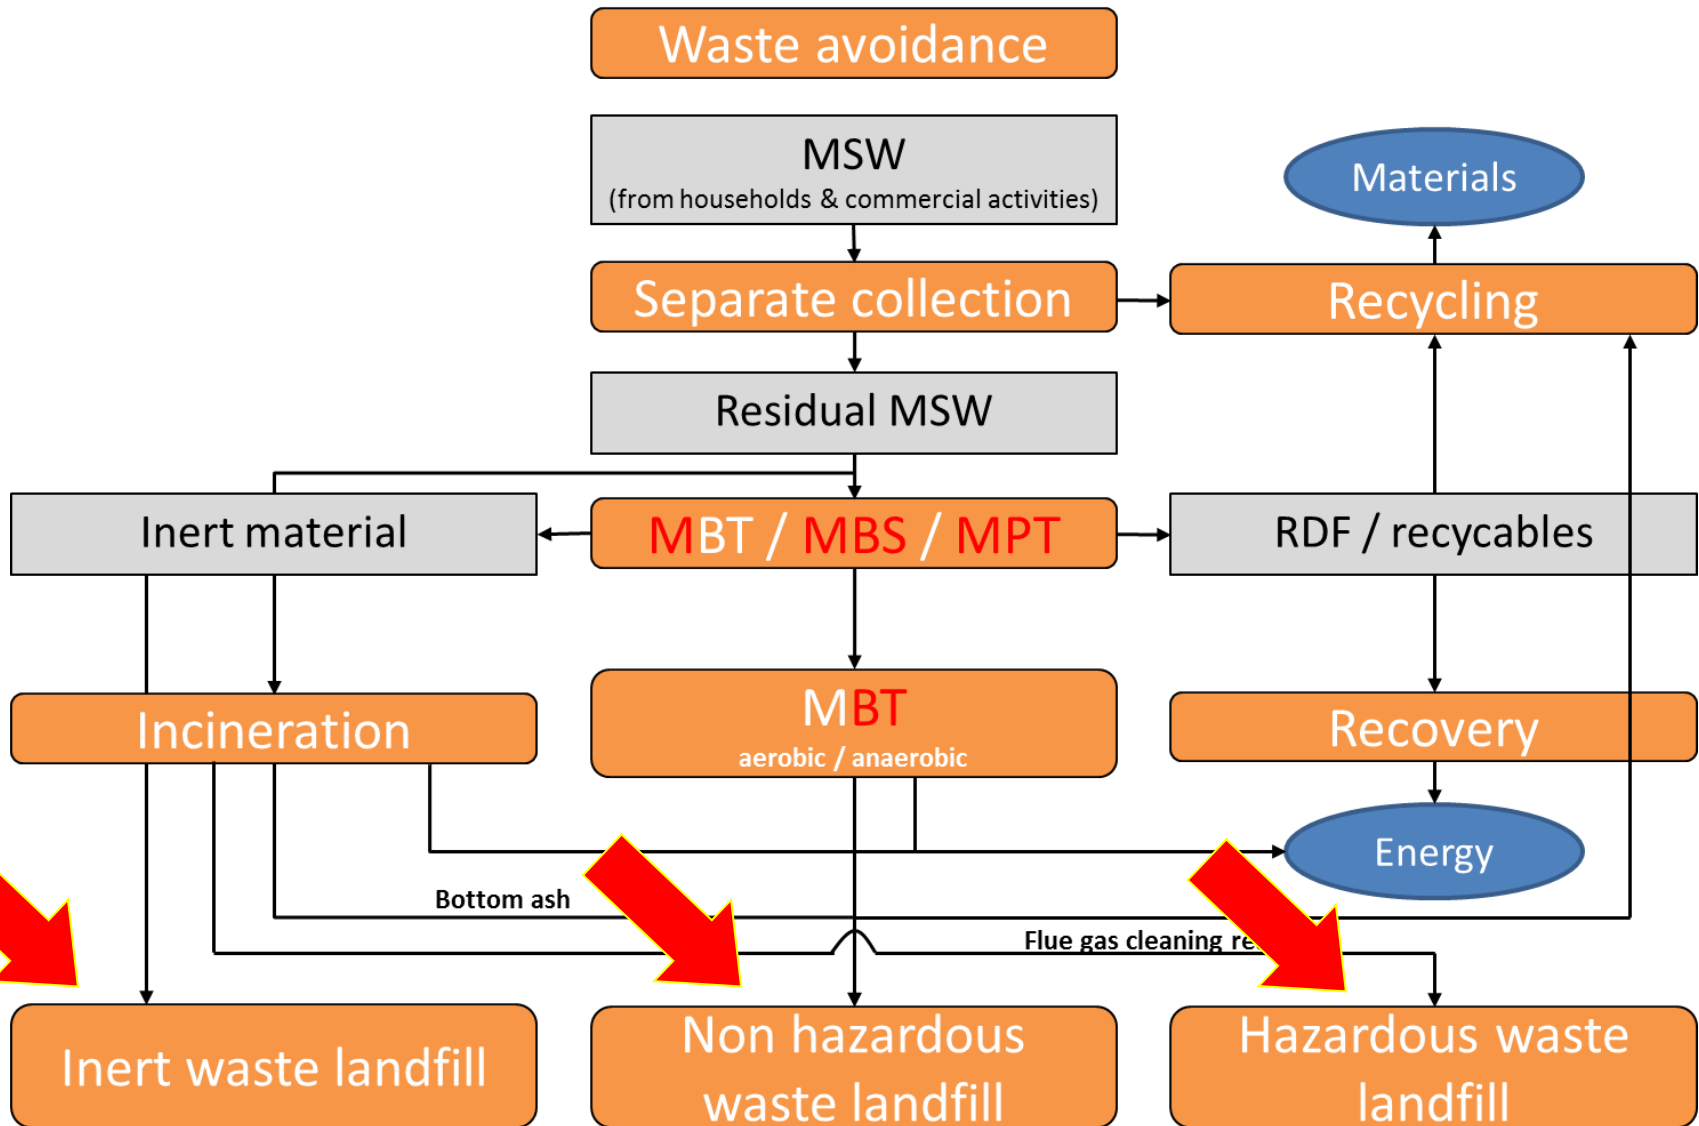 Waste avoidance
MSW
(from households & commercial activities)
Materials
Separate collection
Recycling
Residual MSW
Inert material
MBT / MBS / MPT
RDF / recycables
Incineration
MBT
aerobic / anaerobic
Recovery
Energy
Bottom ash
Flue gas cleaning
Inert waste landfill
Non hazardous
waste landfill
Hazardous waste
landfill